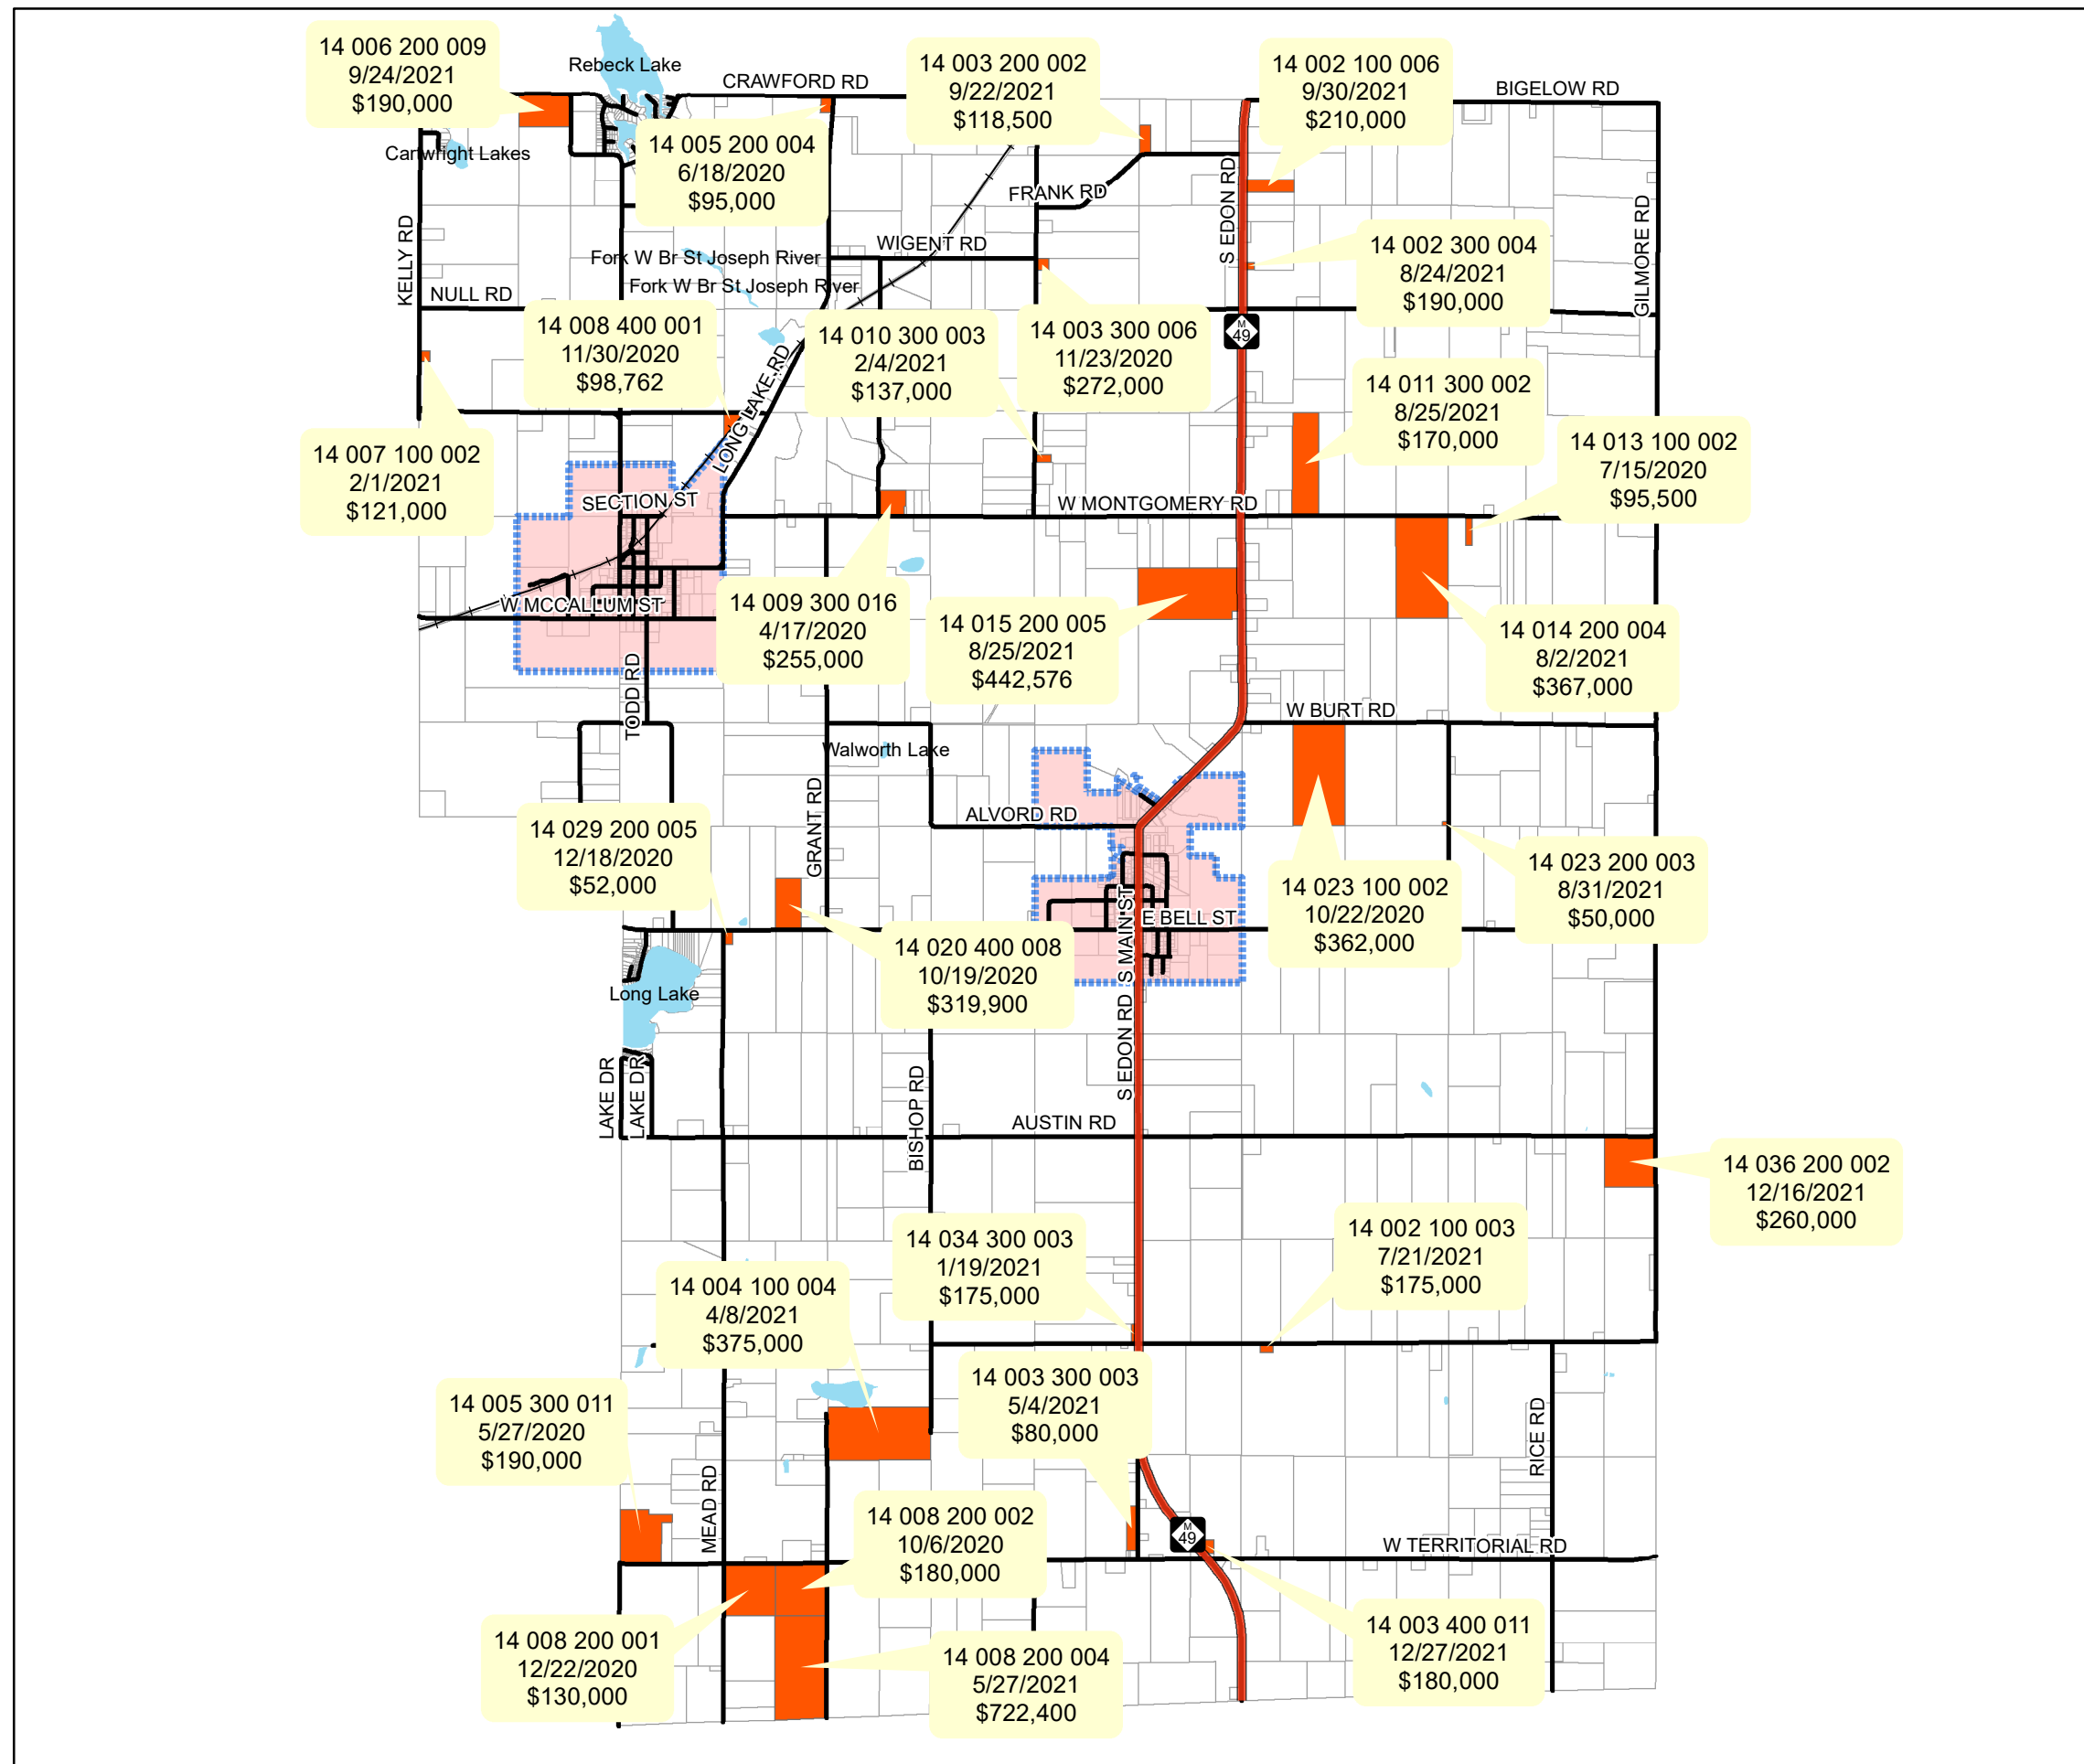 14 006 200 009
9/24/2021
$190,000
Rebeck Lake
CRAWFORD RD
14 003 200 002
9/22/2021
$118,500
14 002 100 006
9/30/2021
$210,000
BIGELOW RD
Cartwright Lakes
14 005 200 004
6/18/2020
$95,000
FRANK RD
S EDON RD
KELLY RD
GILMORE RD
WIGENT RD
Fork W Br St Joseph River
Fork W Br St Joseph River
14 002 300 004
8/24/2021
$190,000
NULL RD
14 008 400 001
11/30/2020
$98,762
14 010 300 003
2/4/2021
$137,000
14 003 300 006
11/23/2020
$272,000
M
49
LONG LAKE RD
14 011 300 002
8/25/2021
$170,000
14 007 100 002
2/1/2021
$121,000
14 013 100 002
7/15/2020
$95,500
SECTION ST
W MONTGOMERY RD
W MCCALLUM ST
14 009 300 016
4/17/2020
$255,000
14 015 200 005
8/25/2021
$442,576
14 014 200 004
8/2/2021
$367,000
TODD RD
W BURT RD
Walworth Lake
GRANT RD
ALVORD RD
14 029 200 005
12/18/2020
$52,000
14 023 100 002
10/22/2020
$362,000
14 023 200 003
8/31/2021
$50,000
E BELL ST
S MAIN ST
14 020 400 008
10/19/2020
$319,900
Long Lake
S EDON RD
LAKE DR
LAKE DR
BISHOP RD
AUSTIN RD
14 036 200 002
12/16/2021
$260,000
14 034 300 003
1/19/2021
$175,000
14 002 100 003
7/21/2021
$175,000
14 004 100 004
4/8/2021
$375,000
14 003 300 003
5/4/2021
$80,000
14 005 300 011
5/27/2020
$190,000
RICE RD
MEAD RD
14 008 200 002
10/6/2020
$180,000
M
49
W TERRITORIAL RD
14 008 200 001
12/22/2020
$130,000
14 008 200 004
5/27/2021
$722,400
14 003 400 011
12/27/2021
$180,000